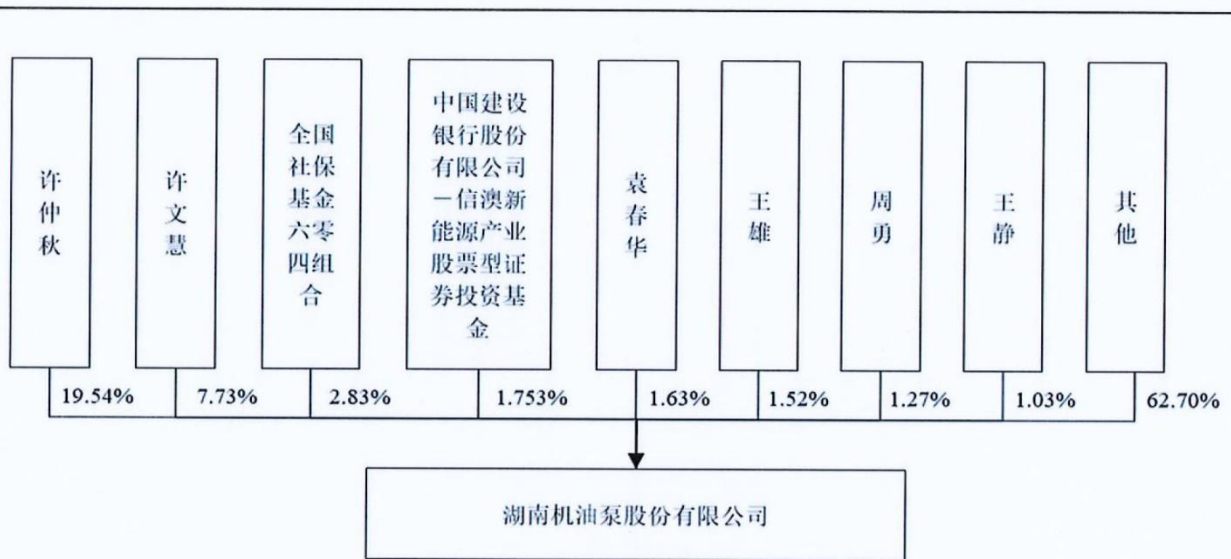 许仲秋
许文慧
全国
社保
基金
六零
四组
合
中国建设
银行股份
有限公司
－信澳新
能源产业
股票型证
券投资基
金
袁春华
王雄
周勇
王静
其他
19.54%
7.73%
2.83%
1.753%
1.63%
1.52%
1.27%
1.03%
62.70%
湖南机油泵股份有限公司